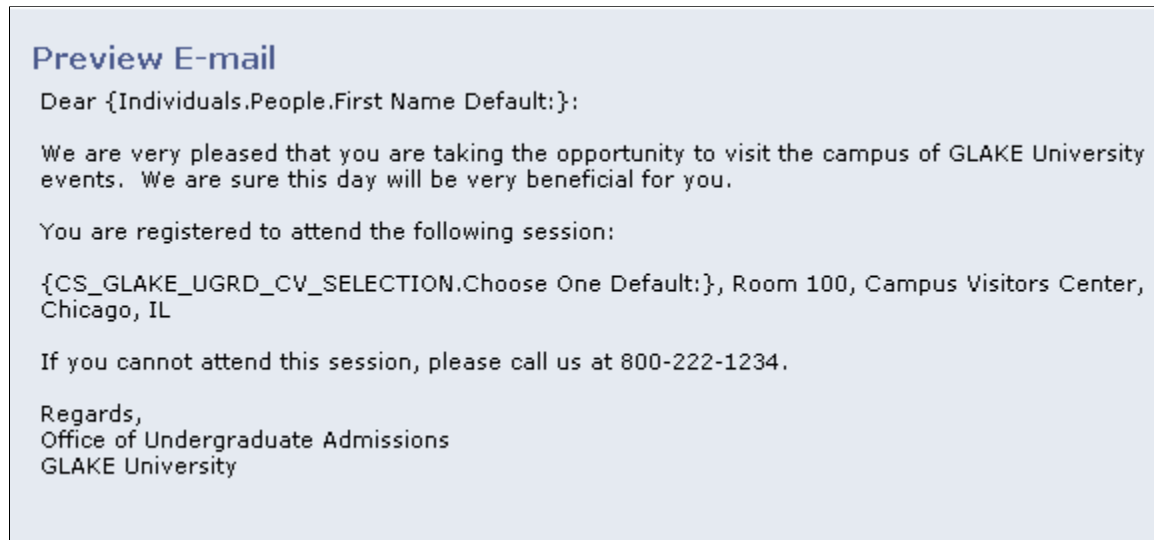 Preview E-mail
Dear {Individuals.People.First Name Default:}:
We are very pleased that you are taking the opportunity to visit the campus of GLAKE University
events.  We are sure this day will be very beneficial for you.
You are registered to attend the following session:
{CS_GLAKE_UGRD_CV_SELECTION.Choose One Default:}, Room 100, Campus Visitors Center,
Chicago, IL
If you cannot attend this session, please call us at 800-222-1234.
Regards,
Office of Undergraduate Admissions
GLAKE University